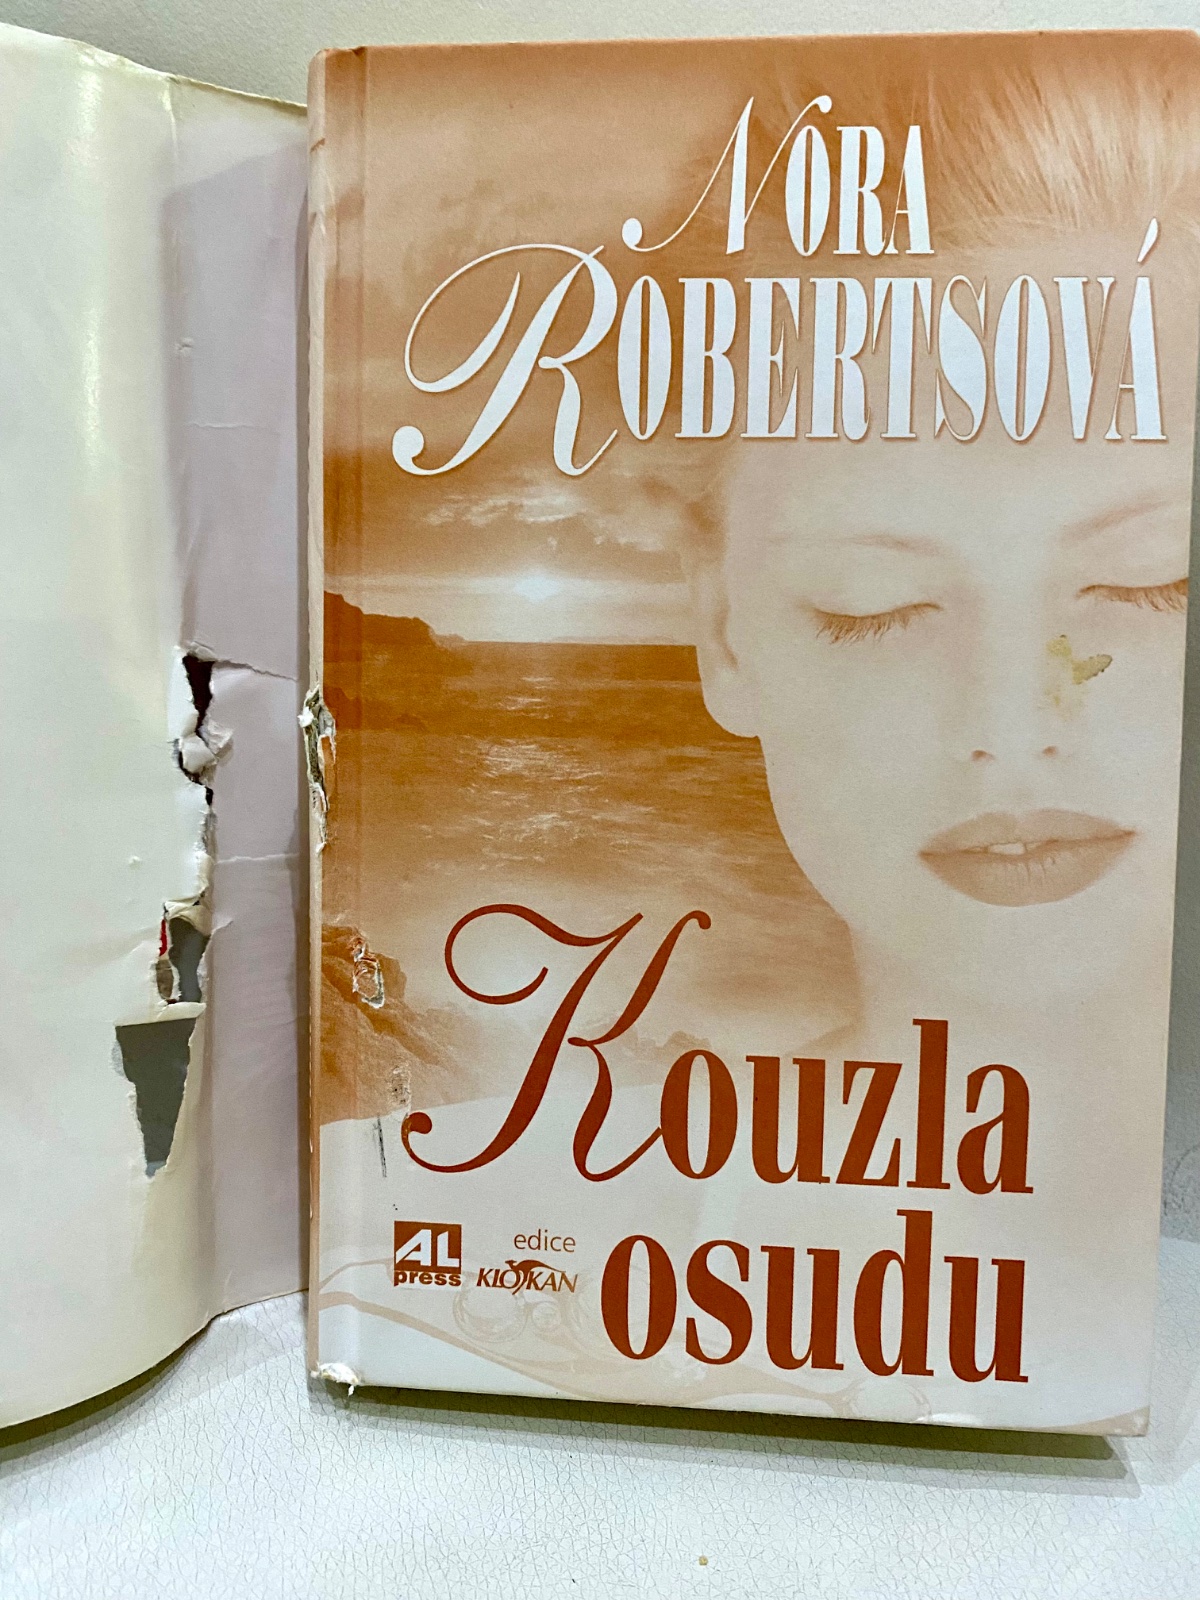 Nora
Robertsová
Kouzla
osudu
AL
press
edice
KLOKAN